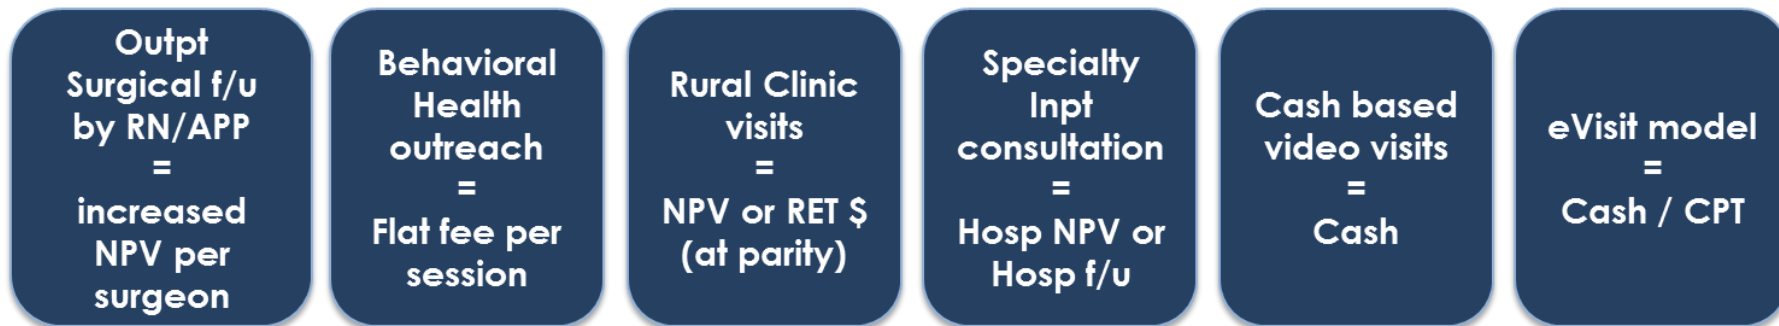 Outpt
Surgical f/u
by RN/APP
=
increased
NPV per
surgeon
Behavioral
Health
outreach
=
Flat fee per
session
Rural Clinic
visits
=
NPV or RET $
(at parity)
Specialty
Inpt
consultation
=
Hosp NPV or
Hosp f/u
Cash based
video visits
=
Cash
eVisit model
=
Cash / CPT